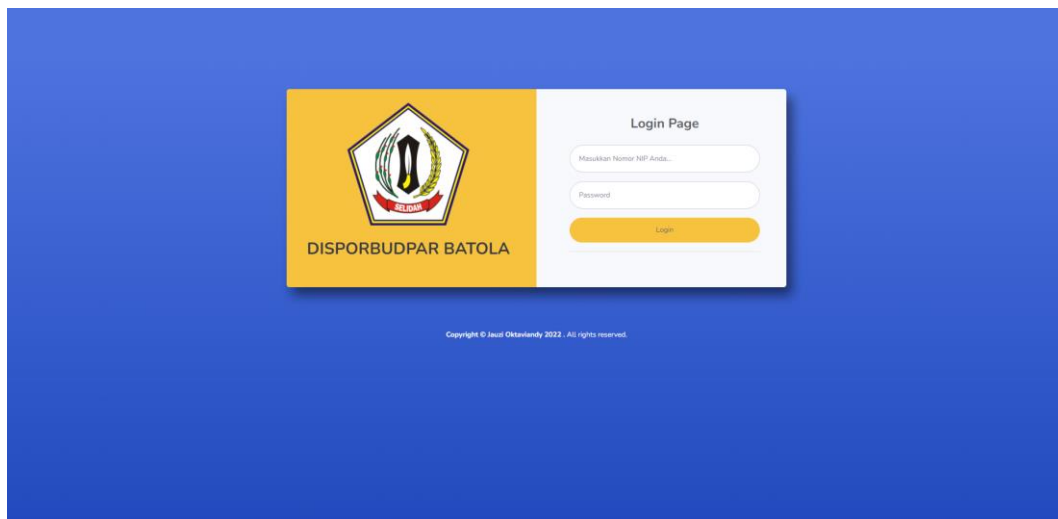 SELIDAH
DISPORBUDPAR BATOLA
Login Page
Masukkan Nomor NIP Anda...
Password
Login
Copyright © Jauzi Oktaviandy 2022 . All rights reserved.